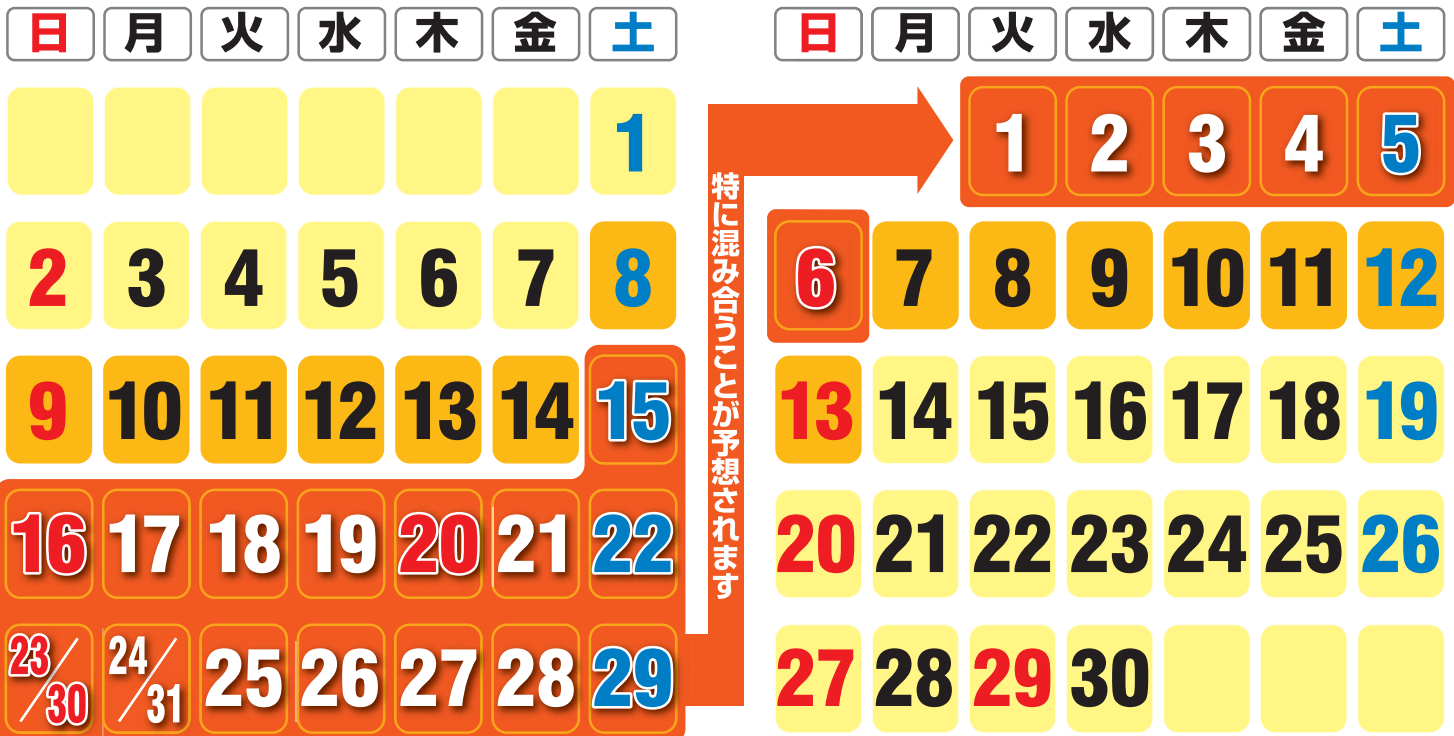 日 月 火 水 木 金 土
1
2 3 4 5 6 7 8
9 10 11 12 13 14 15
16 17 18 19 20 21 22
23/30 24/31 25 26 27 28 29
特に混み合うことが予想されます
日 月 火 水 木 金 土
1 2 3 4 5
6 7 8 9 10 11 12
13 14 15 16 17 18 19
20 21 22 23 24 25 26
27 28 29 30